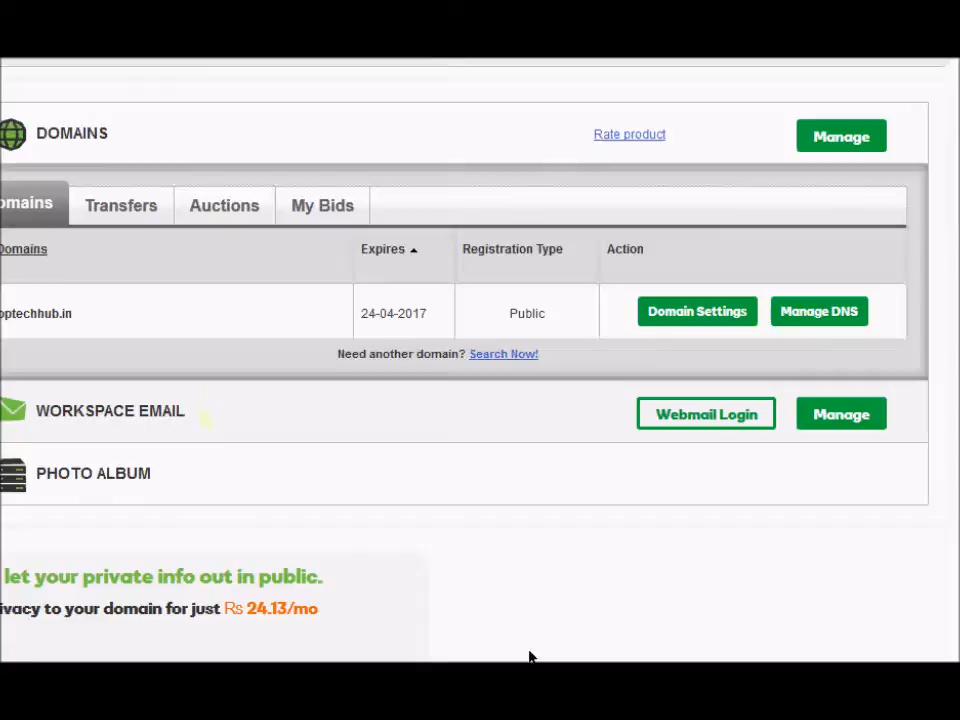 DOMAINS
Rate product
Manage
omains
Transfers
Auctions
My Bids
Domains
Expires
Registration Type
Action
optechhub.in
24-04-2017
Public
Domain Settings
Manage DNS
Need another domain? Search Now!
WORKSPACE EMAIL
Webmail Login
Manage
PHOTO ALBUM
let your private info out in public.
ivacy to your domain for just Rs 24.13/mo